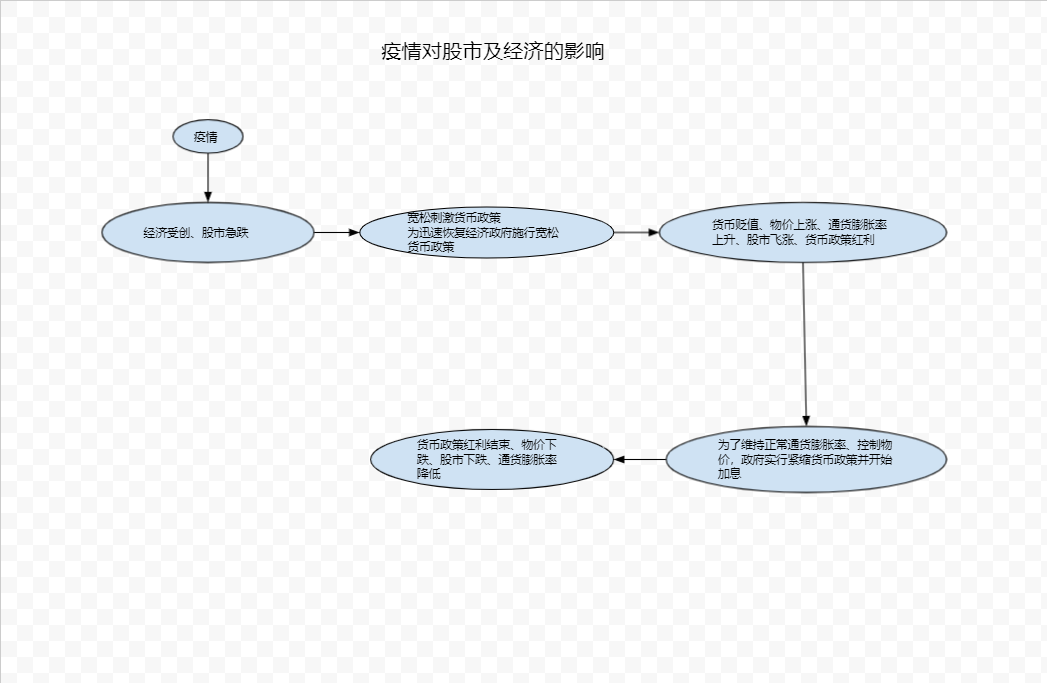 疫情对股市及经济的影响
疫情
经济受创、股市急跌
宽松刺激货币政策
为迅速恢复经济政府施行宽松
货币政策
货币贬值、物价上涨、通货膨胀率
上升、股市飞涨、货币政策红利
为了维持正常通货膨胀率、控制物
价，政府实行紧缩货币政策并开始
加息
货币政策红利结束、物价下
跌、股市下跌、通货膨胀率
降低